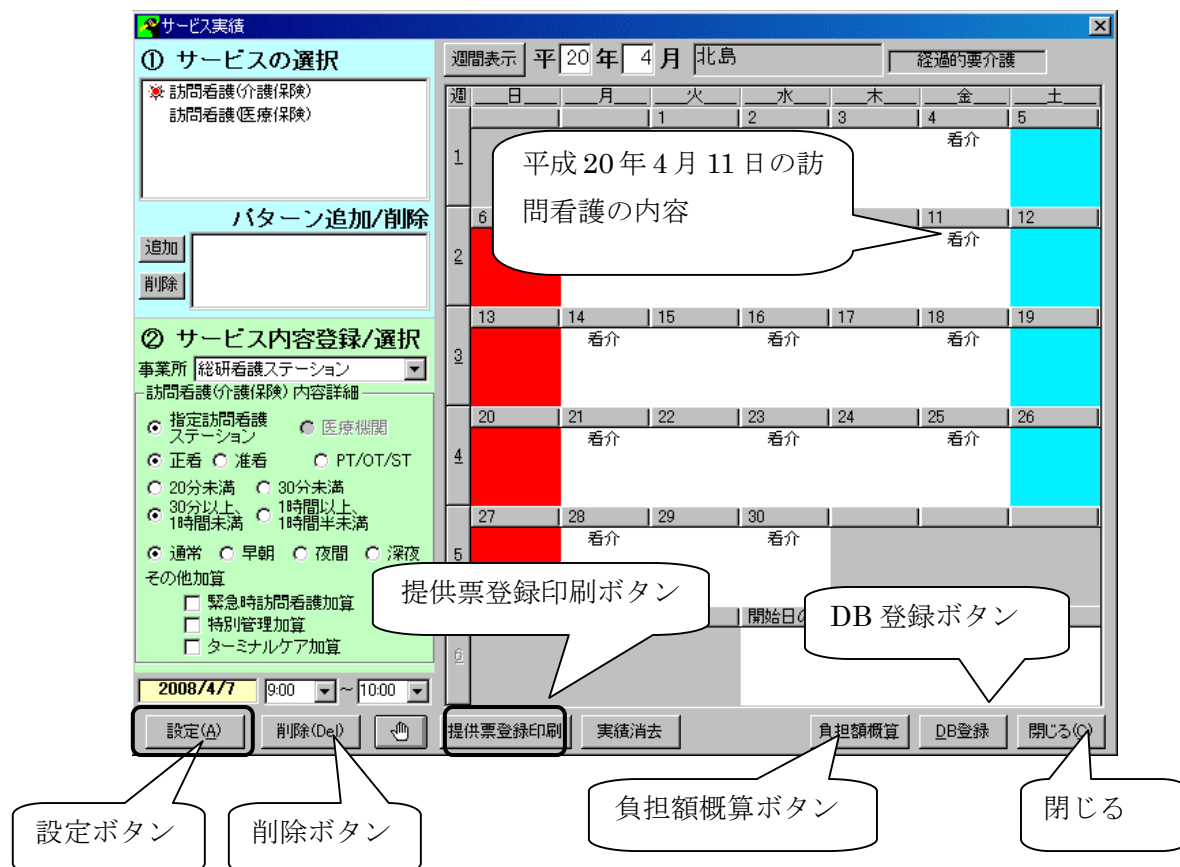 サービス実績
① サービスの選択
訪問看護(介護保険)
訪問看護(医療保険)
パターン追加/削除
追加
削除
② サービス内容登録/選択
事業所 総研看護ステーション
訪問看護(介護保険) 内容詳細
指定訪問看護
ステーション
医療機関
正看 准看 PT/OT/ST
20分未満 30分未満
30分以上、
1時間未満
1時間以上、
1時間半未満
通常 早朝 夜間 深夜
その他加算
緊急時訪問看護加算
特別管理加算
ターミナルケア加算
2008/4/7 9:00 ～ 10:00
設定(A) 削除(Del)
週間表示 平 20 年 4 月 北島 経過的要介護
週 日 月 火 水 木 金 土
1 2 3 4 5
1 看介
平成 20 年 4 月 11 日の訪
問看護の内容
6 11 12
2 看介
13 14 15 16 17 18 19
3 看介 看介 看介
20 21 22 23 24 25 26
4 看介 看介 看介
27 28 29 30
5 看介 看介
提供票登録印刷ボタン
開始日の
DB 登録ボタン
6
提供票登録印刷 実績消去 負担額概算 DB登録 閉じる(C)
設定ボタン
削除ボタン
負担額概算ボタン
閉じる